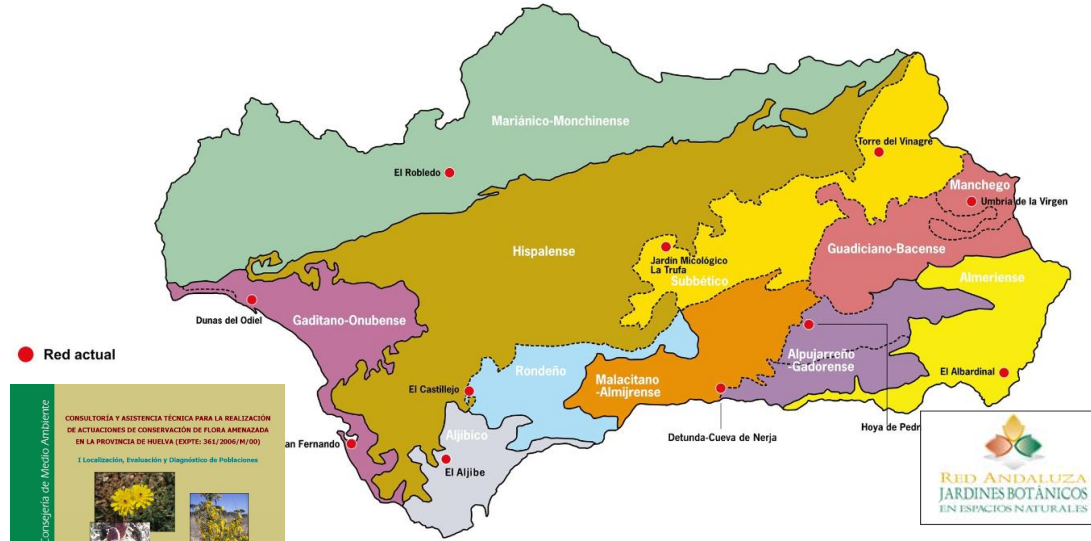 Mariánico-Monchinense
Torre del Vinagre
El Robledo
Manchego
Umbría de la Virgen
Hispalense
Jardín Micológico
La Trufa
Subbético
Guadiciano-Bacense
Almeriense
Dunas del Odiel
Gaditano-Onubense
Red actual
Rondeño
Alpujarreño
-Gadorense
El Albardinal
El Castillejo
Malacitano
-Almijrense
Detunda-Cueva de Nerja
Hoya de Pedr
Aljíbico
an Fernando
El Aljibe
Consejería de Medio Ambiente
CONSULTORÍA Y ASISTENCIA TÉCNICA PARA LA REALIZACIÓN
DE ACTUACIONES DE CONSERVACIÓN DE FLORA AMENAZADA
EN LA PROVINCIA DE HUELVA (EXPTE: 361/2006/M/00)
I Localización, Evaluación y Diagnóstico de Poblaciones
RED ANDALUZA
JARDINES BOTÁNICOS
EN ESPACIOS NATURALES